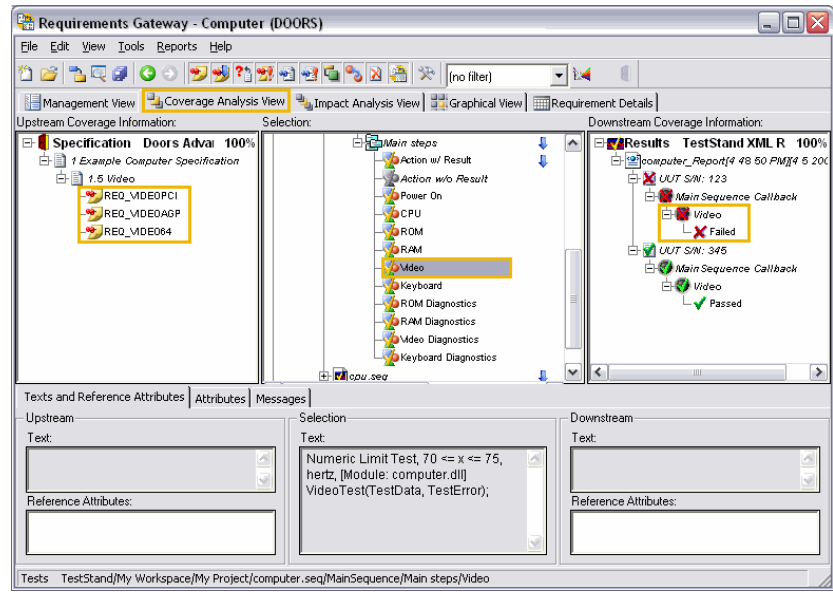 Requirements Gateway - Computer (DOORS)
File Edit View Tools Reports Help
(no filter)
Management View Coverage Analysis View Impact Analysis View Graphical View Requirement Details
Upstream Coverage Information:
Specification Doors Advar 100%
1 Example Computer Specification
1.5 Video
REQ_VIDEOPCI
REQ_VIDEOAGP
REQ_VIDEO64
Selection:
Main steps
Action w/ Result
Action w/o Result
Power On
CPU
ROM
RAM
Video
Keyboard
ROM Diagnostics
RAM Diagnostics
Video Diagnostics
Keyboard Diagnostics
cpu.seq
Downstream Coverage Information:
Results TestStand XML R 100%
computer_Report[4 48 50 PM][4 5 200
UUT S/N: 123
MainSequence Callback
Video
Failed
UUT S/N: 345
Main Sequence Callback
Video
Passed
Texts and Reference Attributes Attributes Messages
Upstream
Text:
Reference Attributes:
Selection
Text:
Numeric Limit Test, 70 <= x <= 75,
hertz, [Module: computer.dll]
VideoTest(TestData, TestError);
Downstream
Text:
Reference Attributes:
Tests TestStand/My Workspace/My Project/computer.seq/MainSequence/Main steps/Video